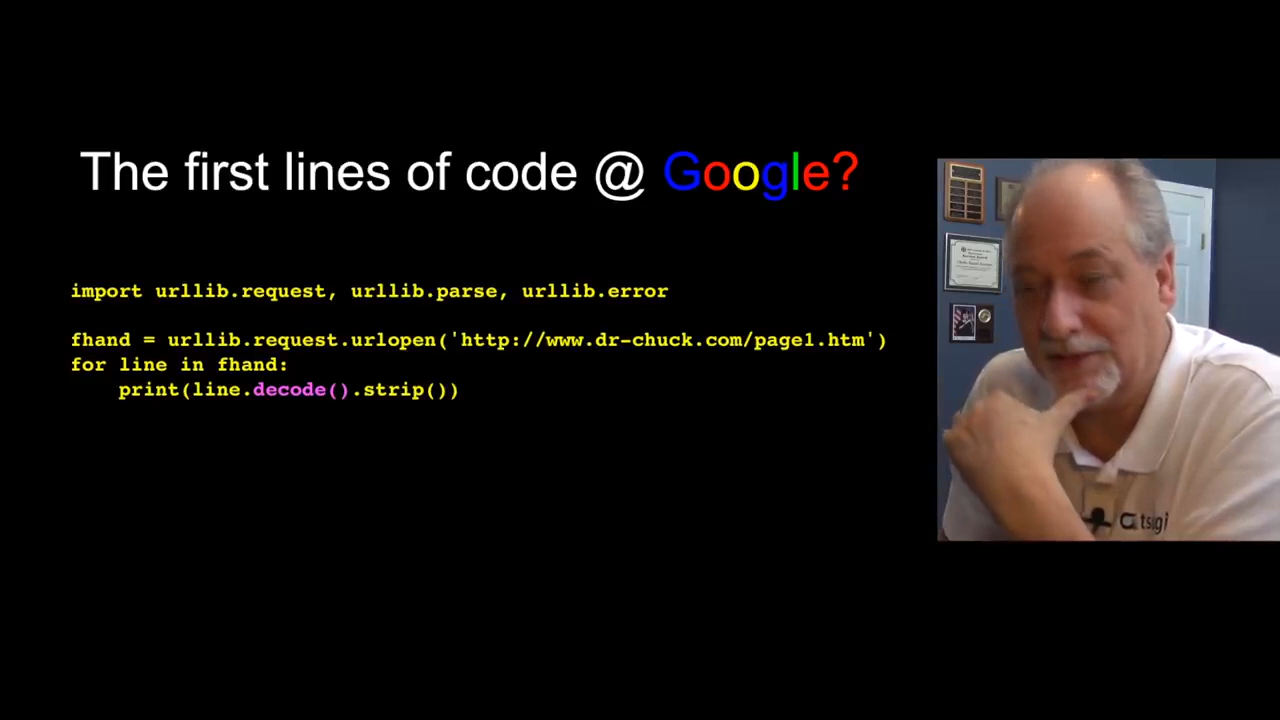 The first lines of code @ Google?
import urllib.request, urllib.parse, urllib.error
fhand = urllib.request.urlopen('http://www.dr-chuck.com/page1.htm')
for line in fhand:
    print(line.decode().strip())